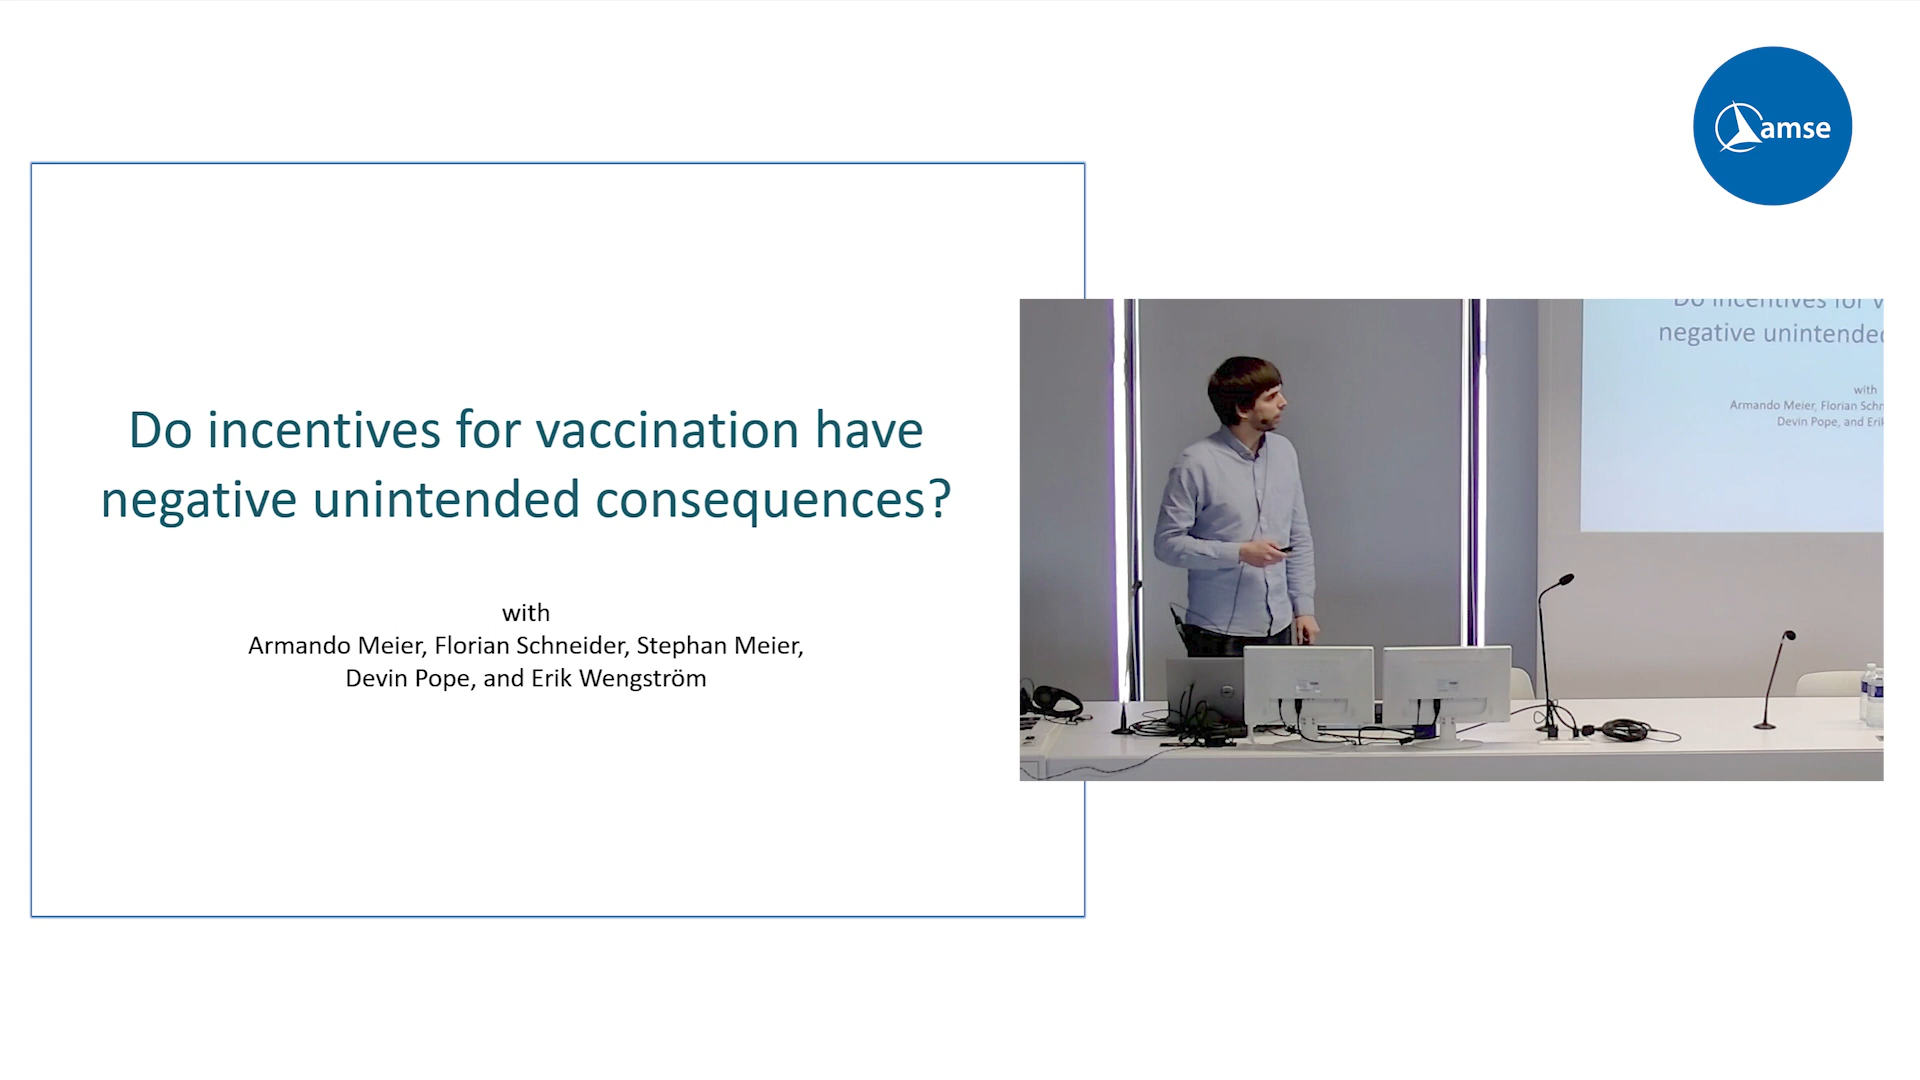 amse
Do incentives for vaccination have
negative unintended consequences?
with
Armando Meier, Florian Schneider, Stephan Meier,
Devin Pope, and Erik Wengström
negative unintended
with
Armando Meier, Florian
Devin Pope, and